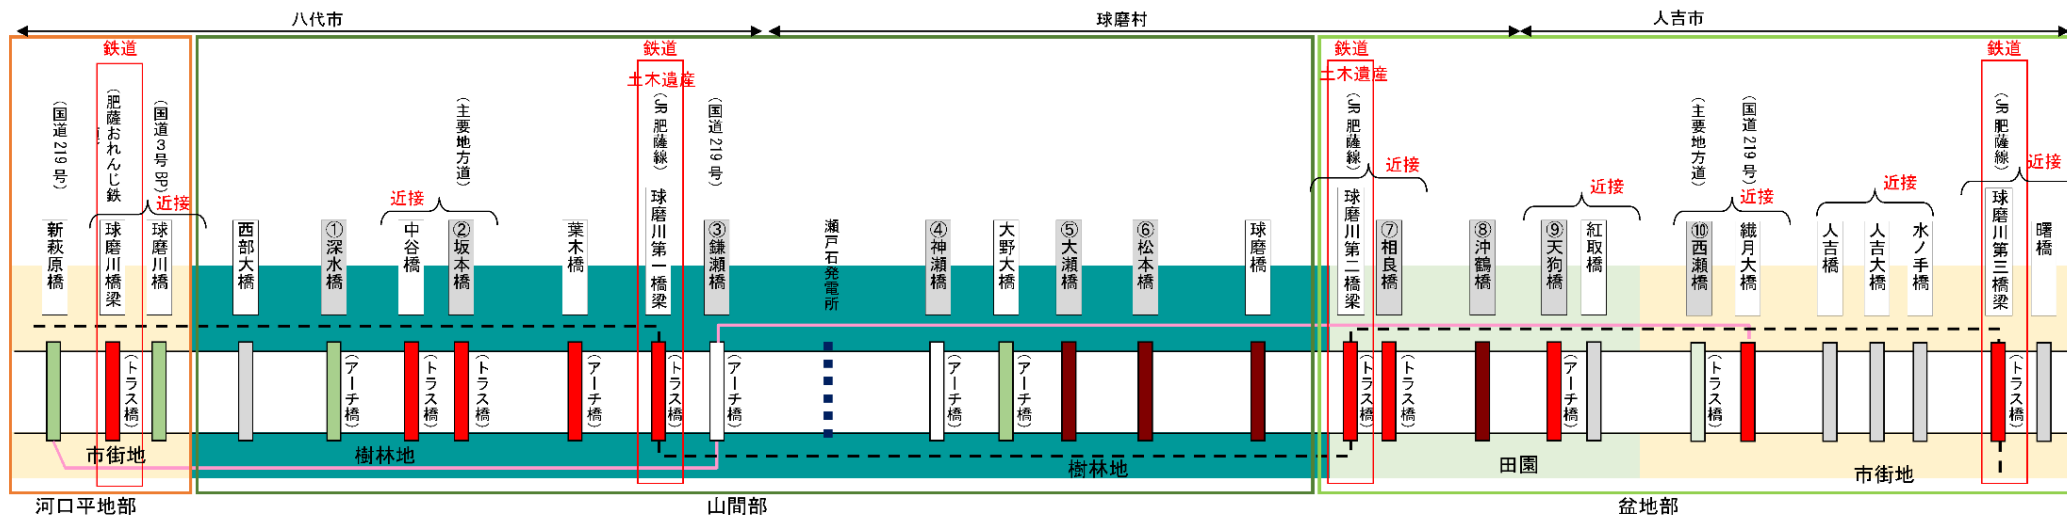 八代市
球磨村
人吉市
鉄道
鉄道
土木遺産
鉄道
土木遺産
鉄道
新萩原橋
(国道219号)
球磨川橋梁
(肥薩おれんじ鉄
球磨川橋
(国道3号BP)
近接
西部大橋
①深水橋
中谷橋
②坂本橋
(主要地方道)
近接
葉木橋
球磨川第一橋梁
(JR肥薩線)
③鎌瀬橋
(国道219号)
瀬戸石発電所
④神瀬橋
大野大橋
⑤大瀬橋
⑥松本橋
球磨橋
球磨川第二橋梁
(JR肥薩線)
⑦相良橋
近接
⑧沖鶴橋
⑨天狗橋
紅取橋
近接
⑩西瀬橋
(主要地方道)
繊月大橋
(国道219号)
近接
人吉橋
人吉大橋
水ノ手橋
近接
球磨川第三橋梁
(JR肥薩線)
曙橋
近接
(トラス橋)
(アーチ橋)
(トラス橋)
(トラス橋)
(アーチ橋)
(トラス橋)
(アーチ橋)
(アーチ橋)
(アーチ橋)
(トラス橋)
(トラス橋)
(アーチ橋)
(トラス橋)
(トラス橋)
市街地
樹林地
樹林地
田園
市街地
河口平地部
山間部
盆地部